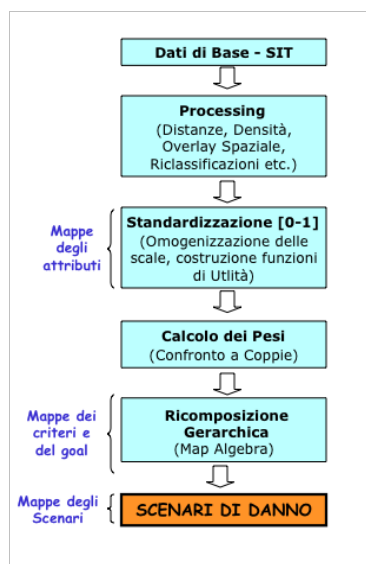 Dati di Base - SIT
Processing
(Distanze, Densità,
Overlay Spaziale,
Riclassificazioni etc.)
Mappe
degli
attributi
Standardizzazione [0-1]
(Omogenizzazione delle
scale, costruzione funzioni
di Utlità)
Calcolo dei Pesi
(Confronto a Coppie)
Mappe dei
criteri e
del goal
Ricomposizione
Gerarchica
(Map Algebra)
Mappe degli
Scenari
SCENARI DI DANNO